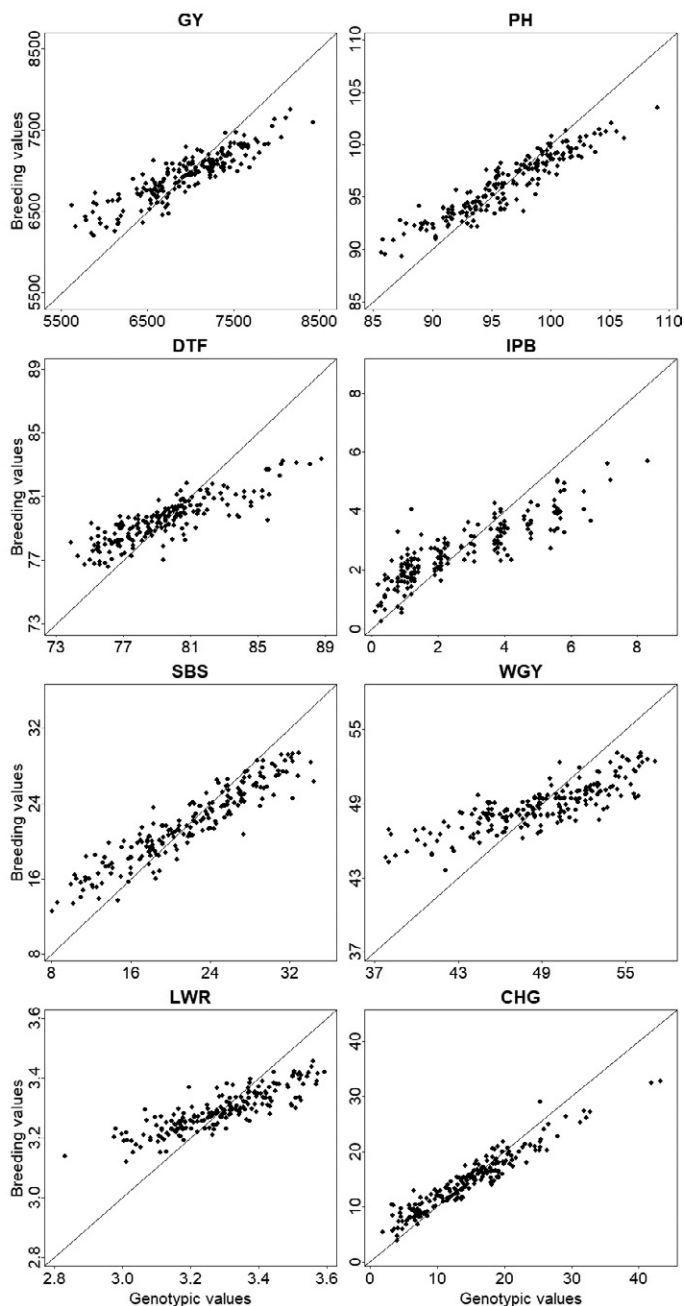 GY
PH
Breeding values
8500
7500
6500
5500
5500 6500 7500 8500
110
105
100
95
90
85
85 90 95 100 105 110
DTF
IPB
Breeding values
89
85
81
77
73
73 77 81 85 89
8
6
4
2
0
0 2 4 6 8
SBS
WGY
Breeding values
32
24
16
8
8 16 24 32
55
49
43
37
37 43 49 55
LWR
CHG
Breeding values
3.6
3.4
3.2
3.0
2.8
2.8 3.0 3.2 3.4 3.6
Genotypic values
40
30
20
10
0
0 10 20 30 40
Genotypic values